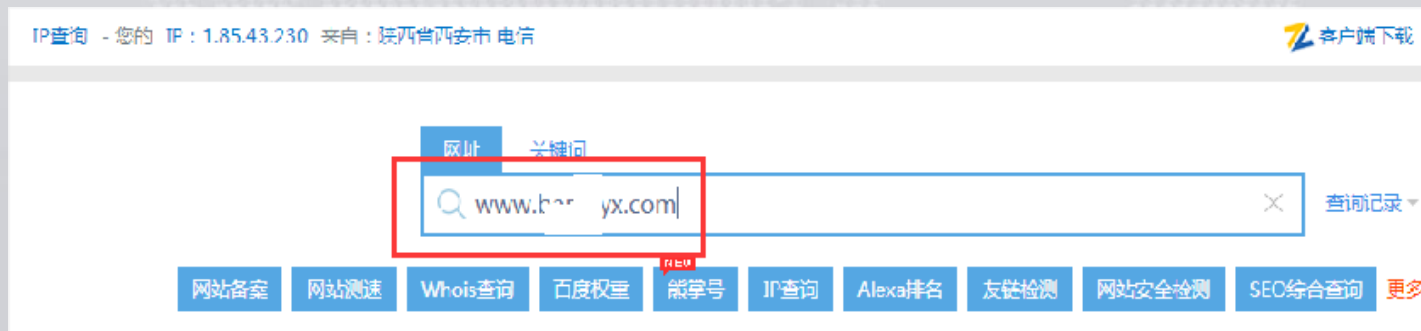 IP查询 - 您的 IP：1.85.43.230 来自：陕西省西安市 电信
客户端下载
网址 关键词
查询记录
NEW
网站备案 网站测速 Whois查询 百度权重 熊掌号 IP查询 Alexa排名 友链检测 网站安全检测 SEO综合查询 更多